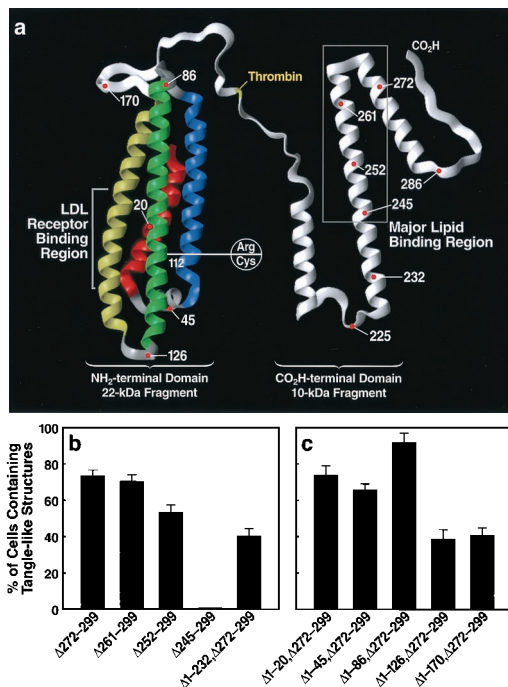 a
CO₂H
86
170
Thrombin
272
261
252
286
245
LDL
Receptor
Binding
Region
20
Major Lipid
Binding Region
Arg
Cys
112
232
45
225
126
NH₂-terminal Domain
22-kDa Fragment
CO₂H-terminal Domain
10-kDa Fragment
% of Cells Containing
Tangle-like Structures
100
80
60
40
20
0
b
c
Δ272–299
Δ261–299
Δ252–299
Δ245–299
Δ1–232,Δ272–299
Δ1–20,Δ272–299
Δ1–45,Δ272–299
Δ1–86,Δ272–299
Δ1–126,Δ272–299
Δ1–170,Δ272–299